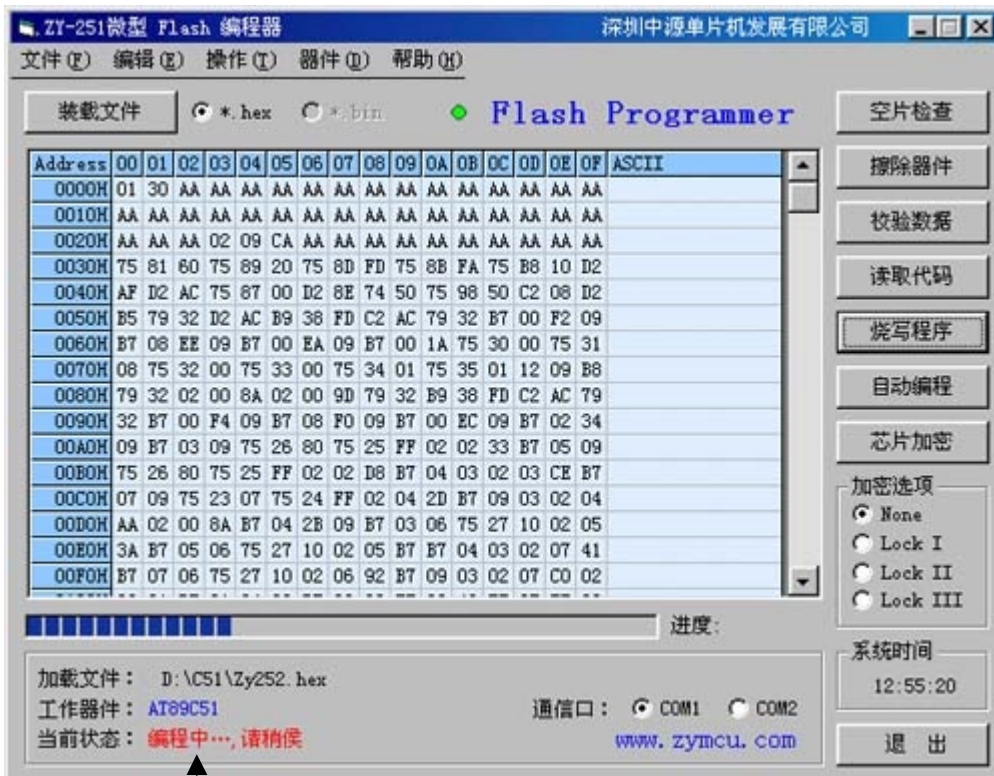 ZY-251微型 Flash 编程器 深圳中源单片机发展有限公司
文件(F) 编辑(E) 操作(T) 器件(D) 帮助(H)
装载文件 *.hex *.bin Flash Programmer 空片检查
Address 00 01 02 03 04 05 06 07 08 09 0A 0B 0C 0D 0E 0F ASCII
擦除器件
0000H 01 30 AA AA AA AA AA AA AA AA AA AA AA AA AA AA
0010H AA AA AA AA AA AA AA AA AA AA AA AA AA AA AA AA
校验数据
0020H AA AA AA 02 09 CA AA AA AA AA AA AA AA AA AA AA
0030H 75 81 60 75 89 20 75 8D FD 75 8B FA 75 B8 10 D2
读取代码
0040H AF D2 AC 75 87 00 D2 8E 74 50 75 98 50 C2 08 D2
0050H B5 79 32 D2 AC B9 38 FD C2 AC 79 32 B7 00 F2 09
烧写程序
0060H B7 08 EE 09 B7 00 EA 09 B7 00 1A 75 30 00 75 31
0070H 08 75 32 00 75 33 00 75 34 01 75 35 01 12 09 B8
自动编程
0080H 79 32 02 00 8A 02 00 9D 79 32 B9 38 FD C2 AC 79
0090H 32 B7 00 F4 09 B7 08 F0 09 B7 00 EC 09 B7 02 34
芯片加密
00A0H 09 B7 03 09 75 26 80 75 25 FF 02 02 33 B7 05 09
00B0H 75 26 80 75 25 FF 02 02 D8 B7 04 03 02 03 CE B7
加密选项
00C0H 07 09 75 23 07 75 24 FF 02 04 2D B7 09 03 02 04
None
00D0H AA 02 00 8A B7 04 2B 09 B7 03 06 75 27 10 02 05
Lock I
00E0H 3A B7 05 06 75 27 10 02 05 B7 B7 04 03 02 07 41
Lock II
00F0H B7 07 06 75 27 10 02 06 92 B7 09 03 02 07 C0 02
Lock III
进度:
系统时间
12:55:20
加载文件: D:\C51\Zy252.hex
工作器件: AT89C51 通信口: COM1 COM2
当前状态: 编程中…,请稍侯 www.zymcu.com
退 出